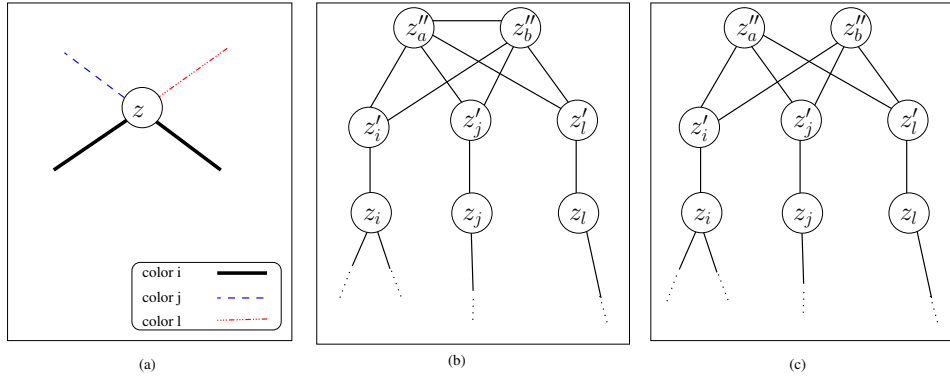 z
color i
color j
color l
(a)
z''_a z''_b
z'_i z'_j z'_l
z_i z_j z_l
(b)
z''_a z''_b
z'_i z'_j z'_l
z_i z_j z_l
(c)